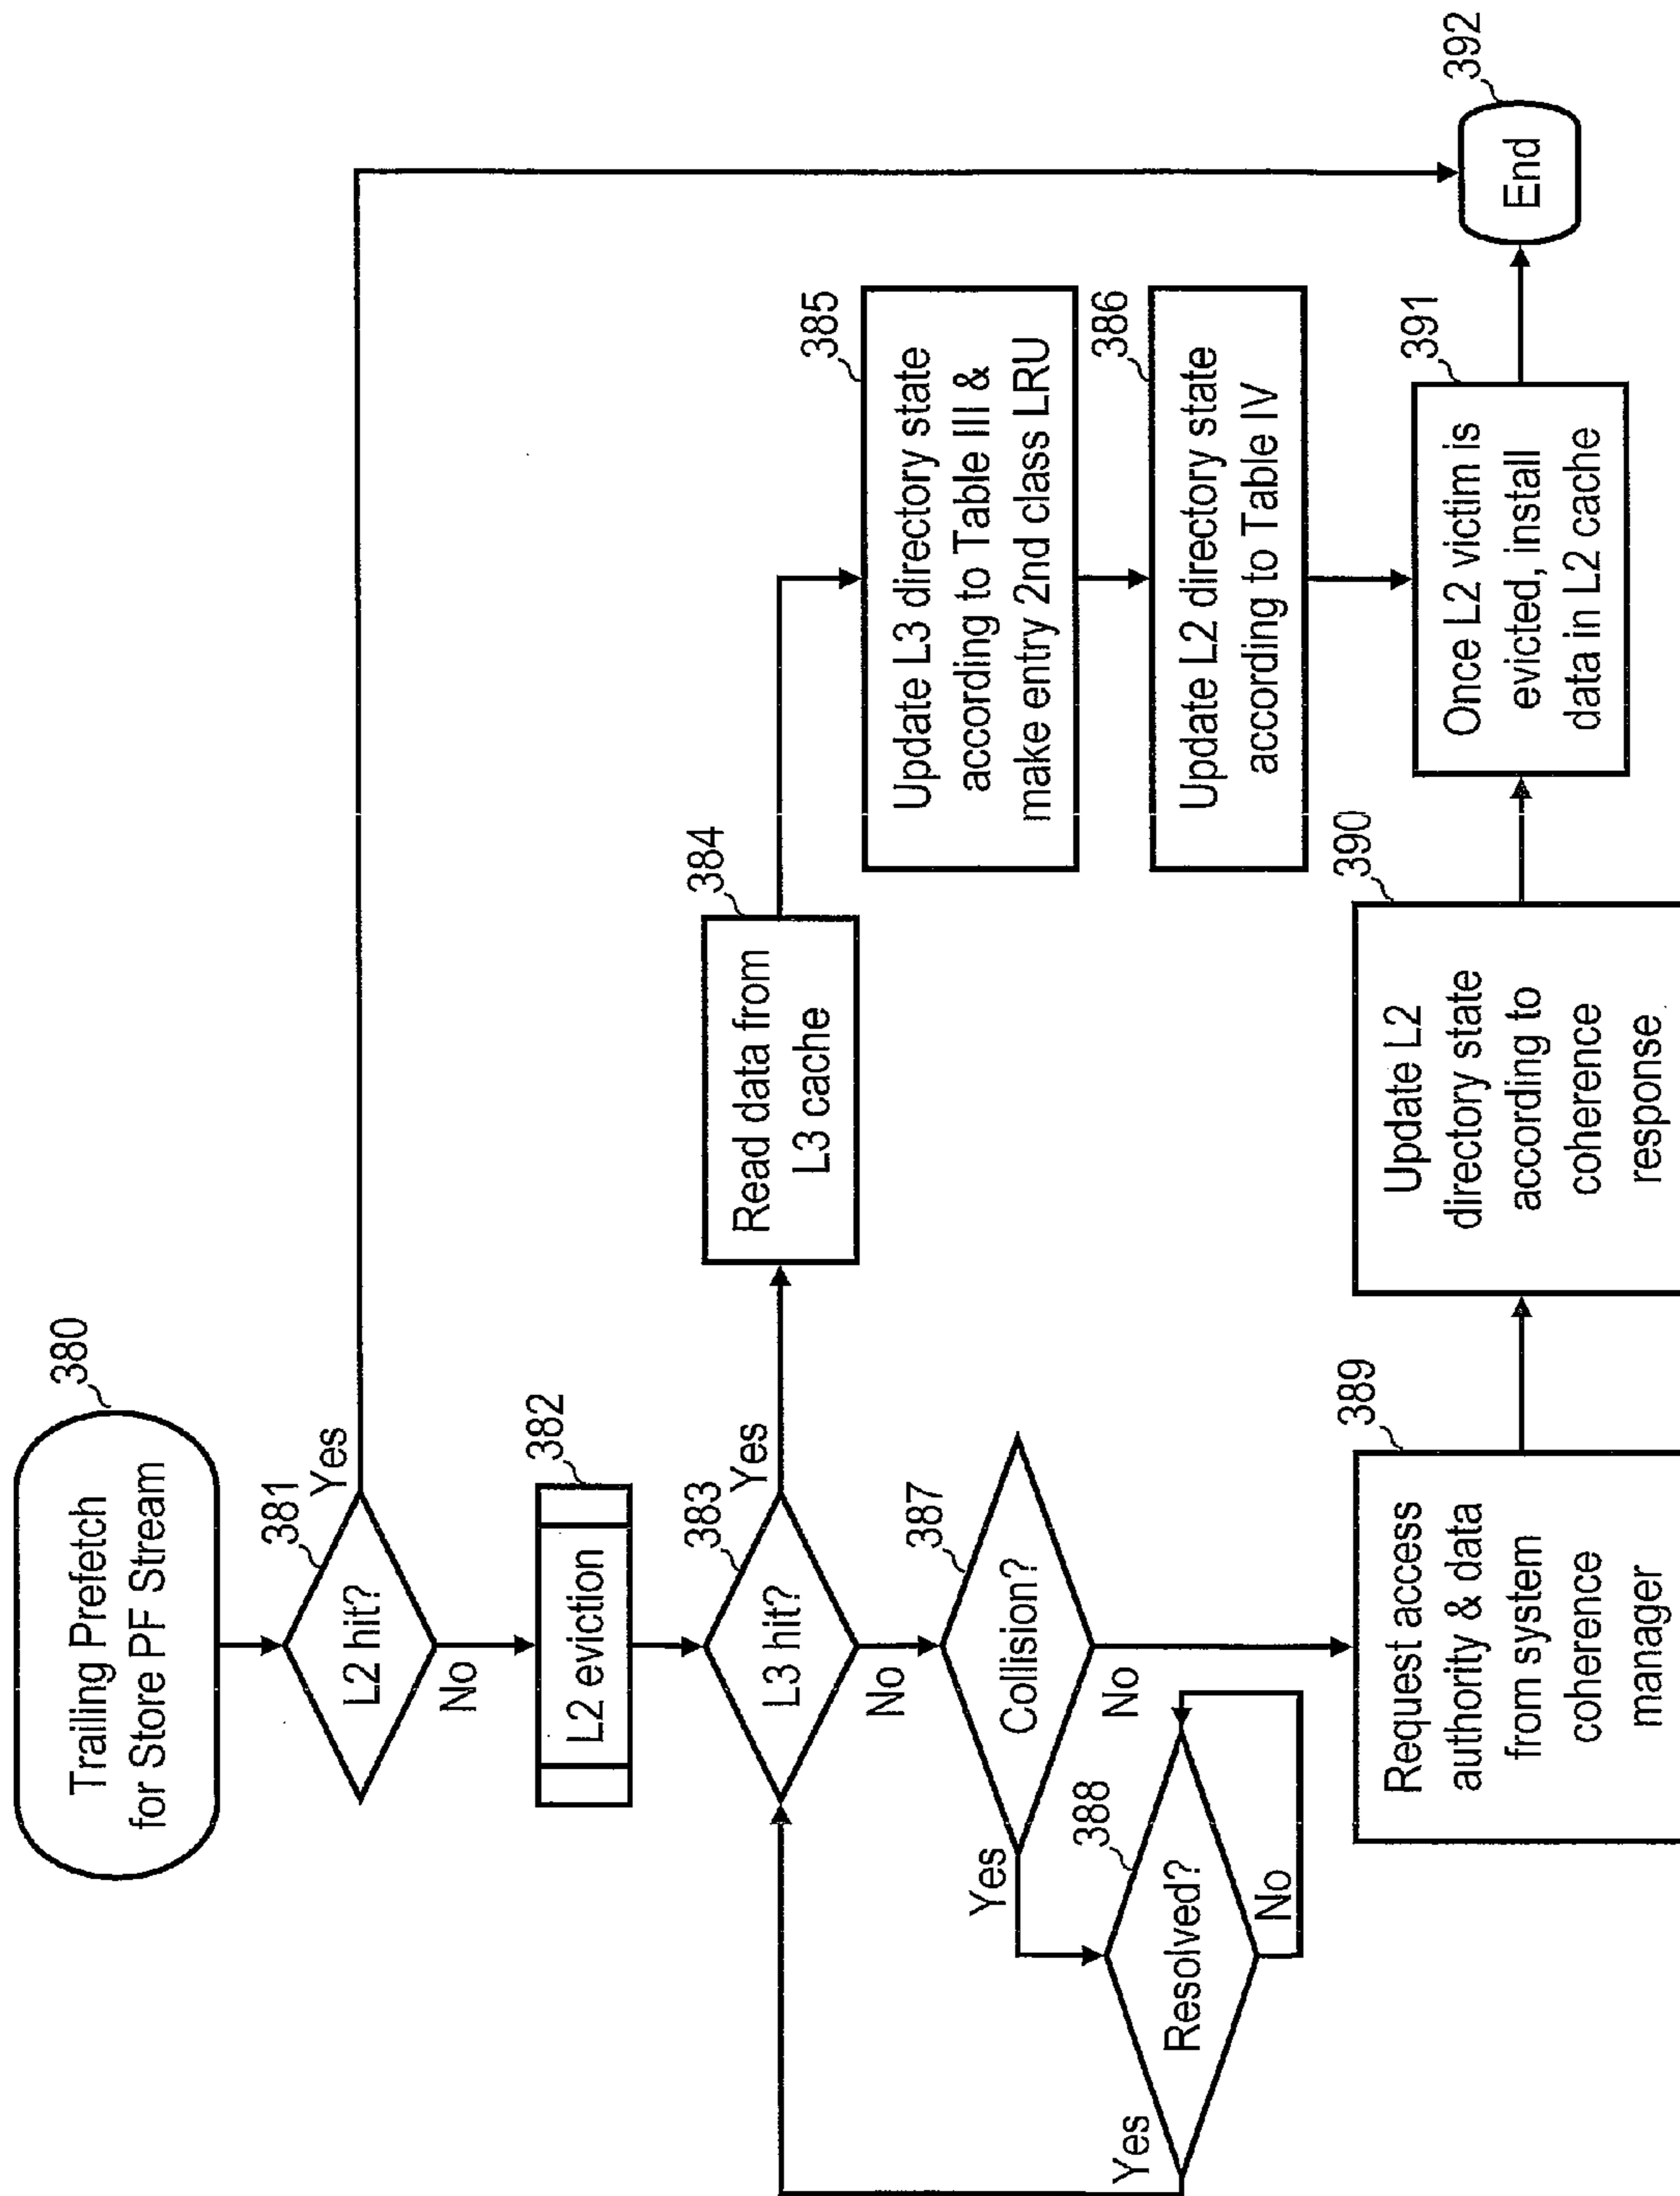 380
Trailing Prefetch
for Store PF Stream
381
L2 hit?
Yes
No
382
L2 eviction
383
L3 hit?
Yes
No
384
Read data from
L3 cache
385
Update L3 directory state
according to Table III &
make entry 2nd class LRU
386
Update L2 directory state
according to Table IV
387
Collision?
Yes
No
388
Resolved?
Yes
No
389
Request access
authority & data
from system
coherence
manager
390
Update L2
directory state
according to
coherence
response
391
Once L2 victim is
evicted, install
data in L2 cache
392
End